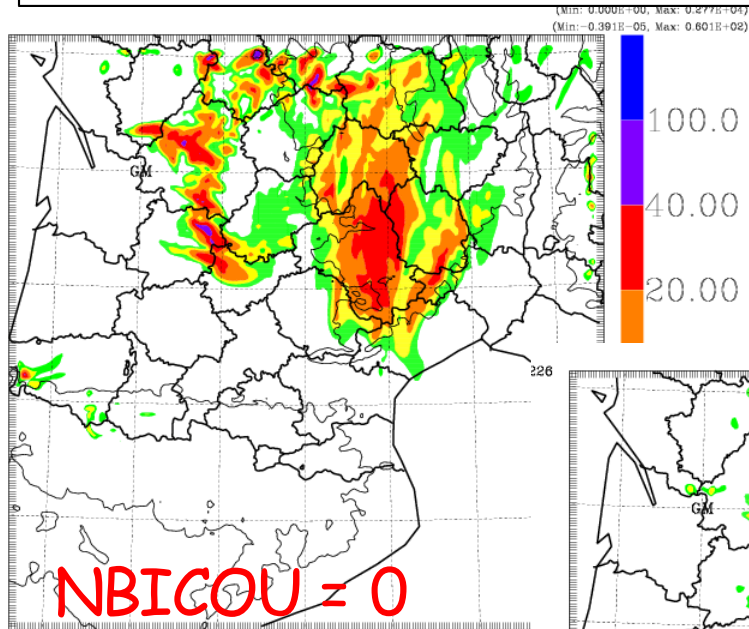 (Min: 0.000E+00, Max: 0.277E+04)
(Min:-0.391E-05, Max: 0.601E+02)
100.0
40.00
20.00
GM
226
GM
NBICOU = 0